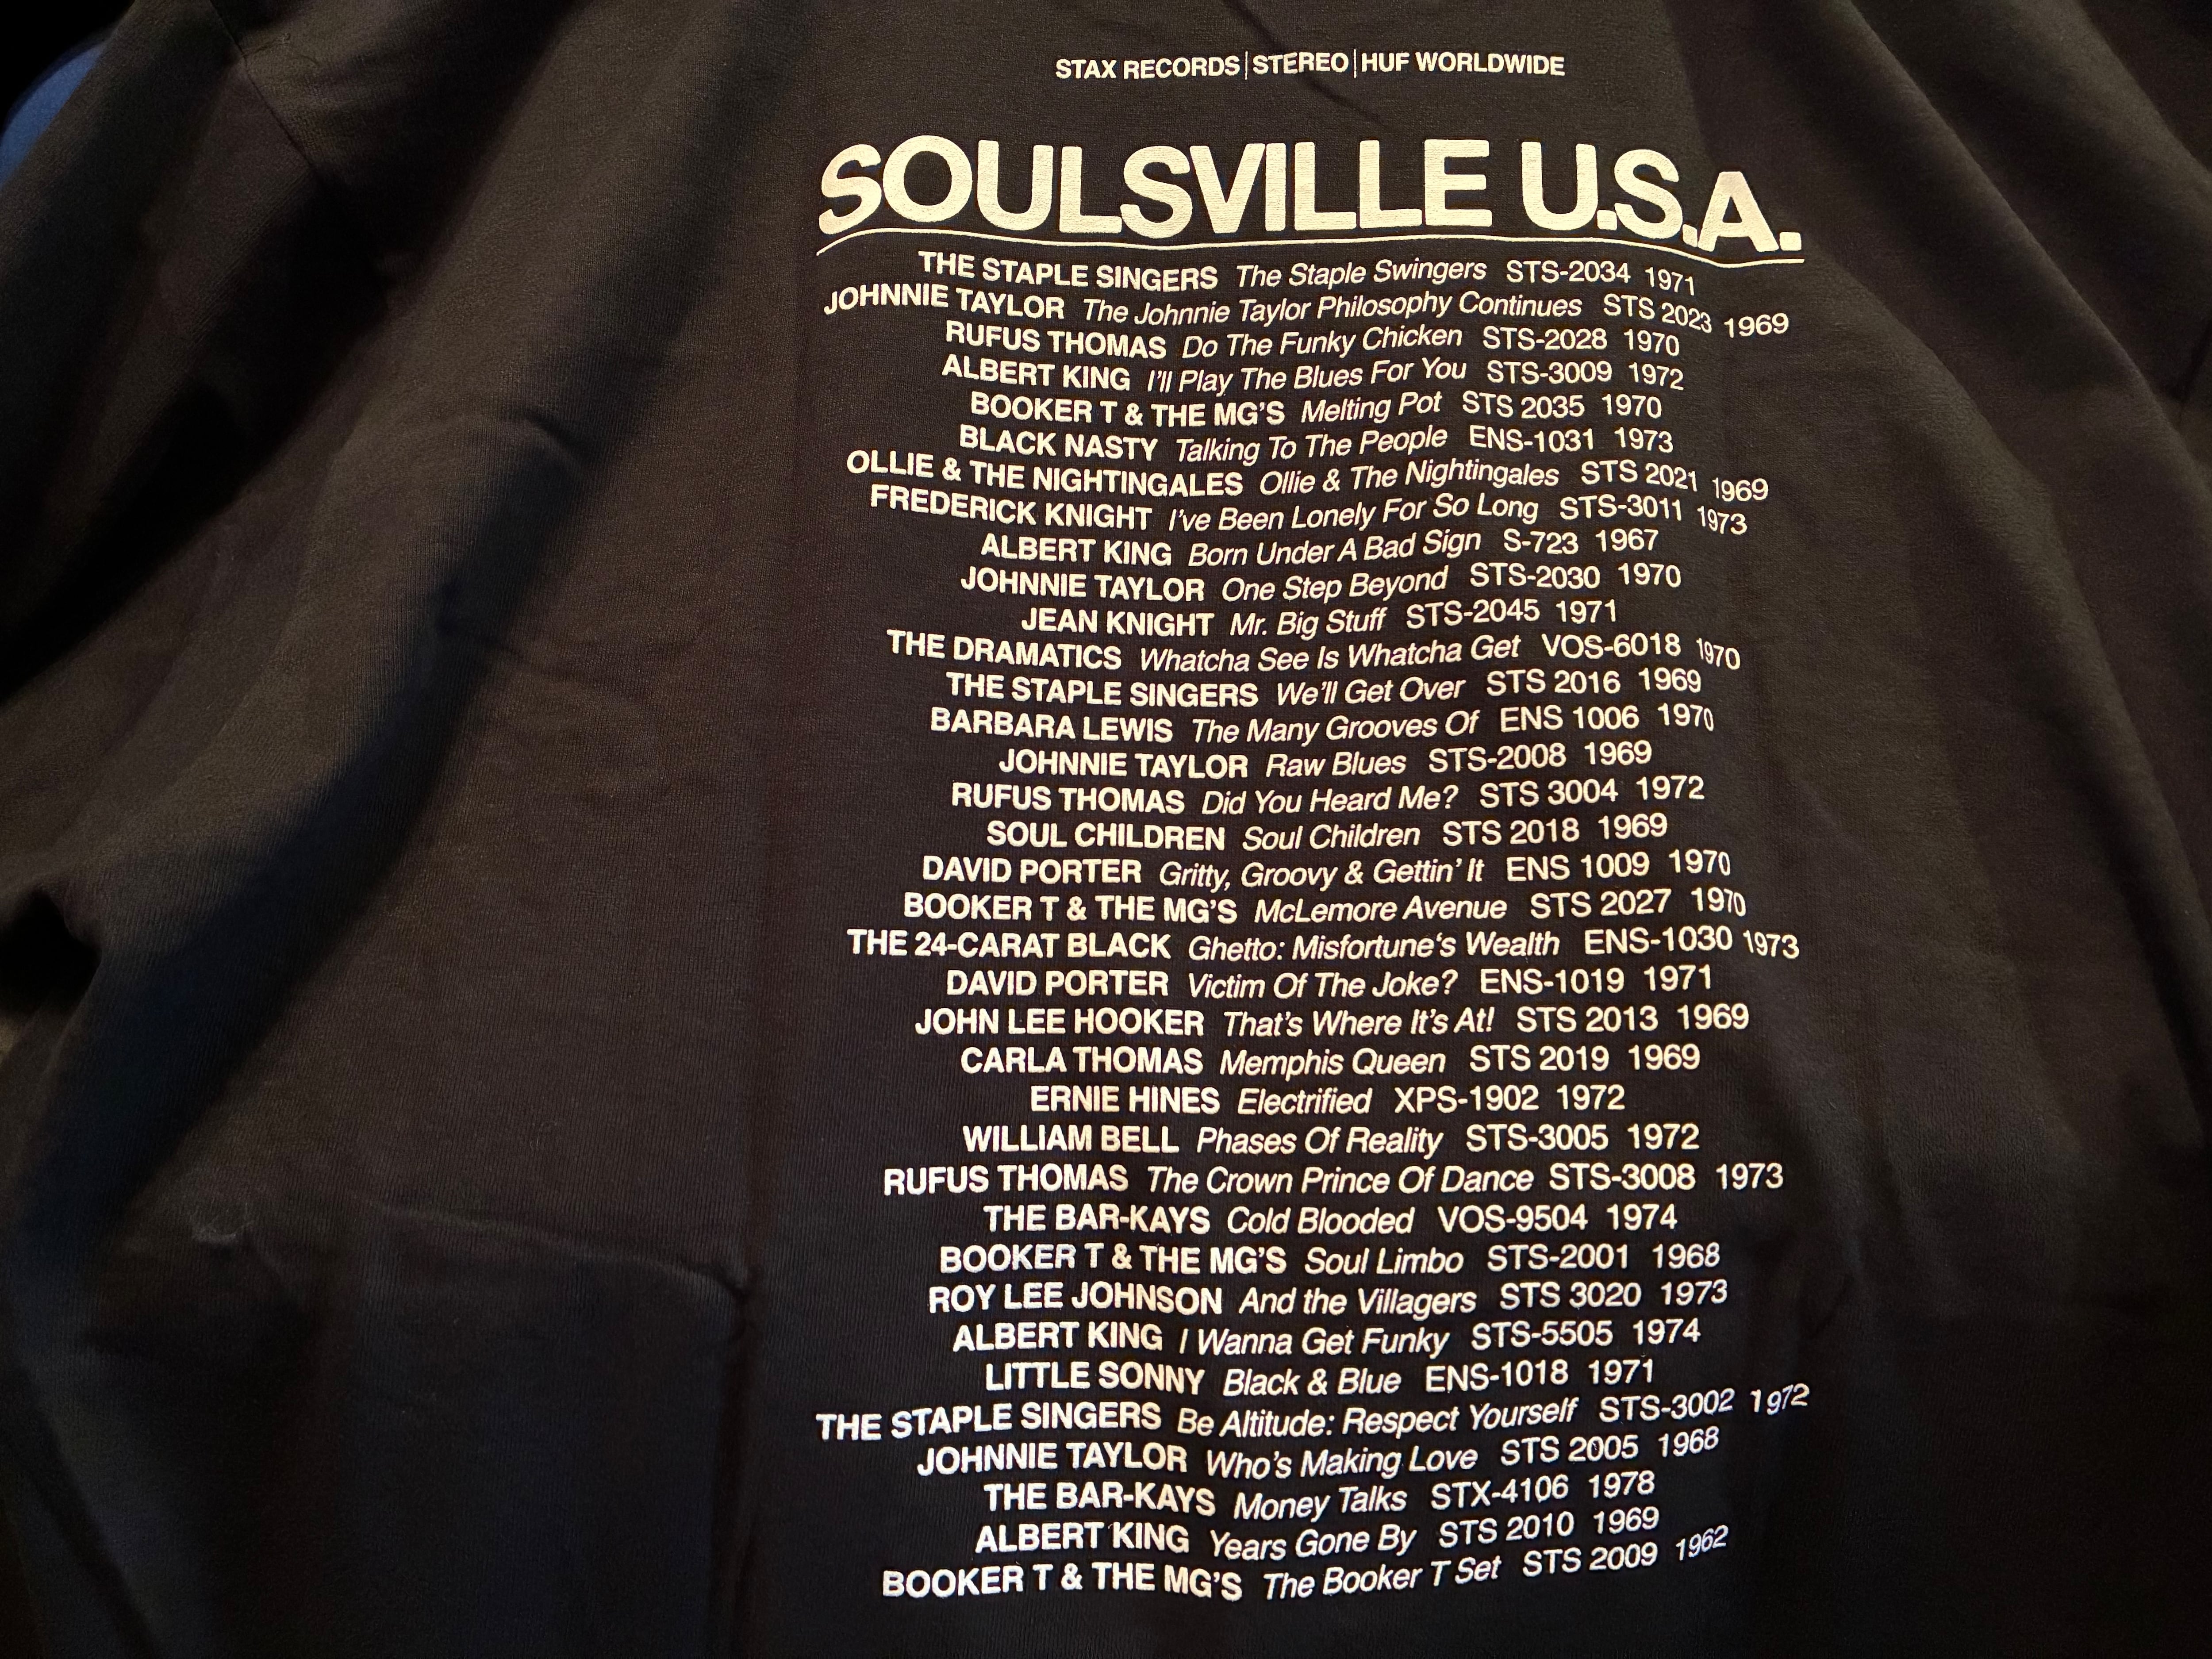 STAX RECORDS|STEREO|HUF WORLDWIDE
SOULSVILLE U.S.A.
THE STAPLE SINGERS The Staple Swingers STS-2034 1971
JOHNNIE TAYLOR The Johnnie Taylor Philosophy Continues STS 2023 1969
RUFUS THOMAS Do The Funky Chicken STS-2028 1970
ALBERT KING I'll Play The Blues For You STS-3009 1972
BOOKER T & THE MG'S Melting Pot STS 2035 1970
BLACK NASTY Talking To The People ENS-1031 1973
OLLIE & THE NIGHTINGALES Ollie & The Nightingales STS 2021 1969
FREDERICK KNIGHT I've Been Lonely For So Long STS-3011 1973
ALBERT KING Born Under A Bad Sign S-723 1967
JOHNNIE TAYLOR One Step Beyond STS-2030 1970
JEAN KNIGHT Mr. Big Stuff STS-2045 1971
THE DRAMATICS Whatcha See Is Whatcha Get VOS-6018 1970
THE STAPLE SINGERS We'll Get Over STS 2016 1969
BARBARA LEWIS The Many Grooves Of ENS 1006 1970
JOHNNIE TAYLOR Raw Blues STS-2008 1969
RUFUS THOMAS Did You Heard Me? STS 3004 1972
SOUL CHILDREN Soul Children STS 2018 1969
DAVID PORTER Gritty, Groovy & Gettin' It ENS 1009 1970
BOOKER T & THE MG'S McLemore Avenue STS 2027 1970
THE 24-CARAT BLACK Ghetto: Misfortune‘s Wealth ENS-1030 1973
DAVID PORTER Victim Of The Joke? ENS-1019 1971
JOHN LEE HOOKER That's Where It's At! STS 2013 1969
CARLA THOMAS Memphis Queen STS 2019 1969
ERNIE HINES Electrified XPS-1902 1972
WILLIAM BELL Phases Of Reality STS-3005 1972
RUFUS THOMAS The Crown Prince Of Dance STS-3008 1973
THE BAR-KAYS Cold Blooded VOS-9504 1974
BOOKER T & THE MG'S Soul Limbo STS-2001 1968
ROY LEE JOHNSON And the Villagers STS 3020 1973
ALBERT KING I Wanna Get Funky STS-5505 1974
LITTLE SONNY Black & Blue ENS-1018 1971
THE STAPLE SINGERS Be Altitude: Respect Yourself STS-3002 1972
JOHNNIE TAYLOR Who's Making Love STS 2005 1968
THE BAR-KAYS Money Talks STX-4106 1978
ALBERT KING Years Gone By STS 2010 1969
BOOKER T & THE MG'S The Booker T Set STS 2009 1962